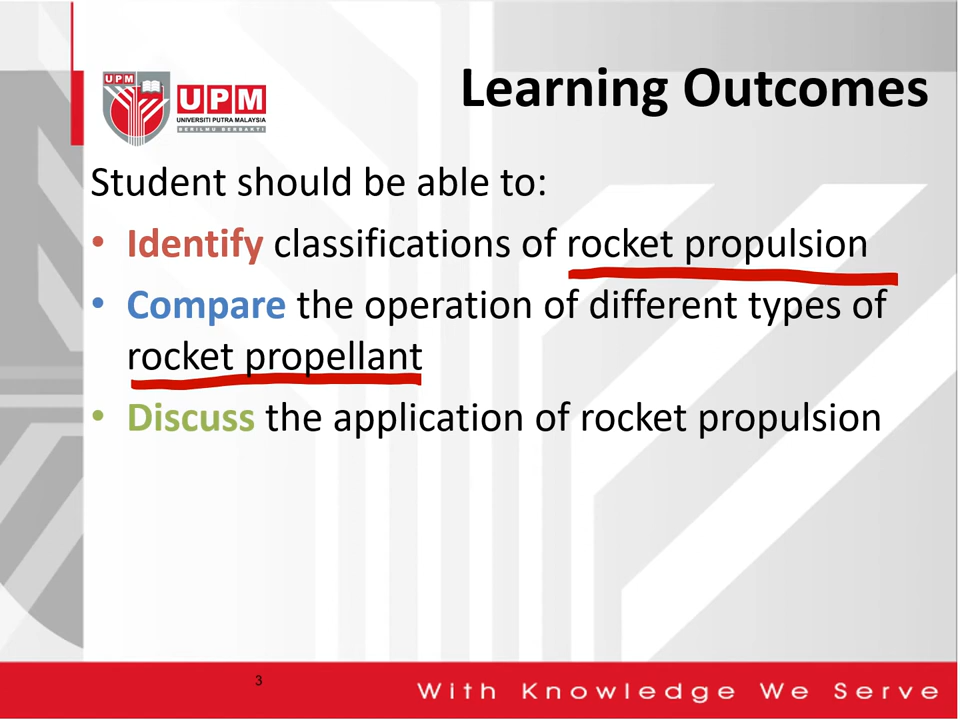 Learning Outcomes
UPM
UPM
UNIVERSITI PUTRA MALAYSIA
BERILMU BERBAKTI
Student should be able to:
• Identify classifications of rocket propulsion
• Compare the operation of different types of
rocket propellant
• Discuss the application of rocket propulsion
3
With Knowledge We Serve